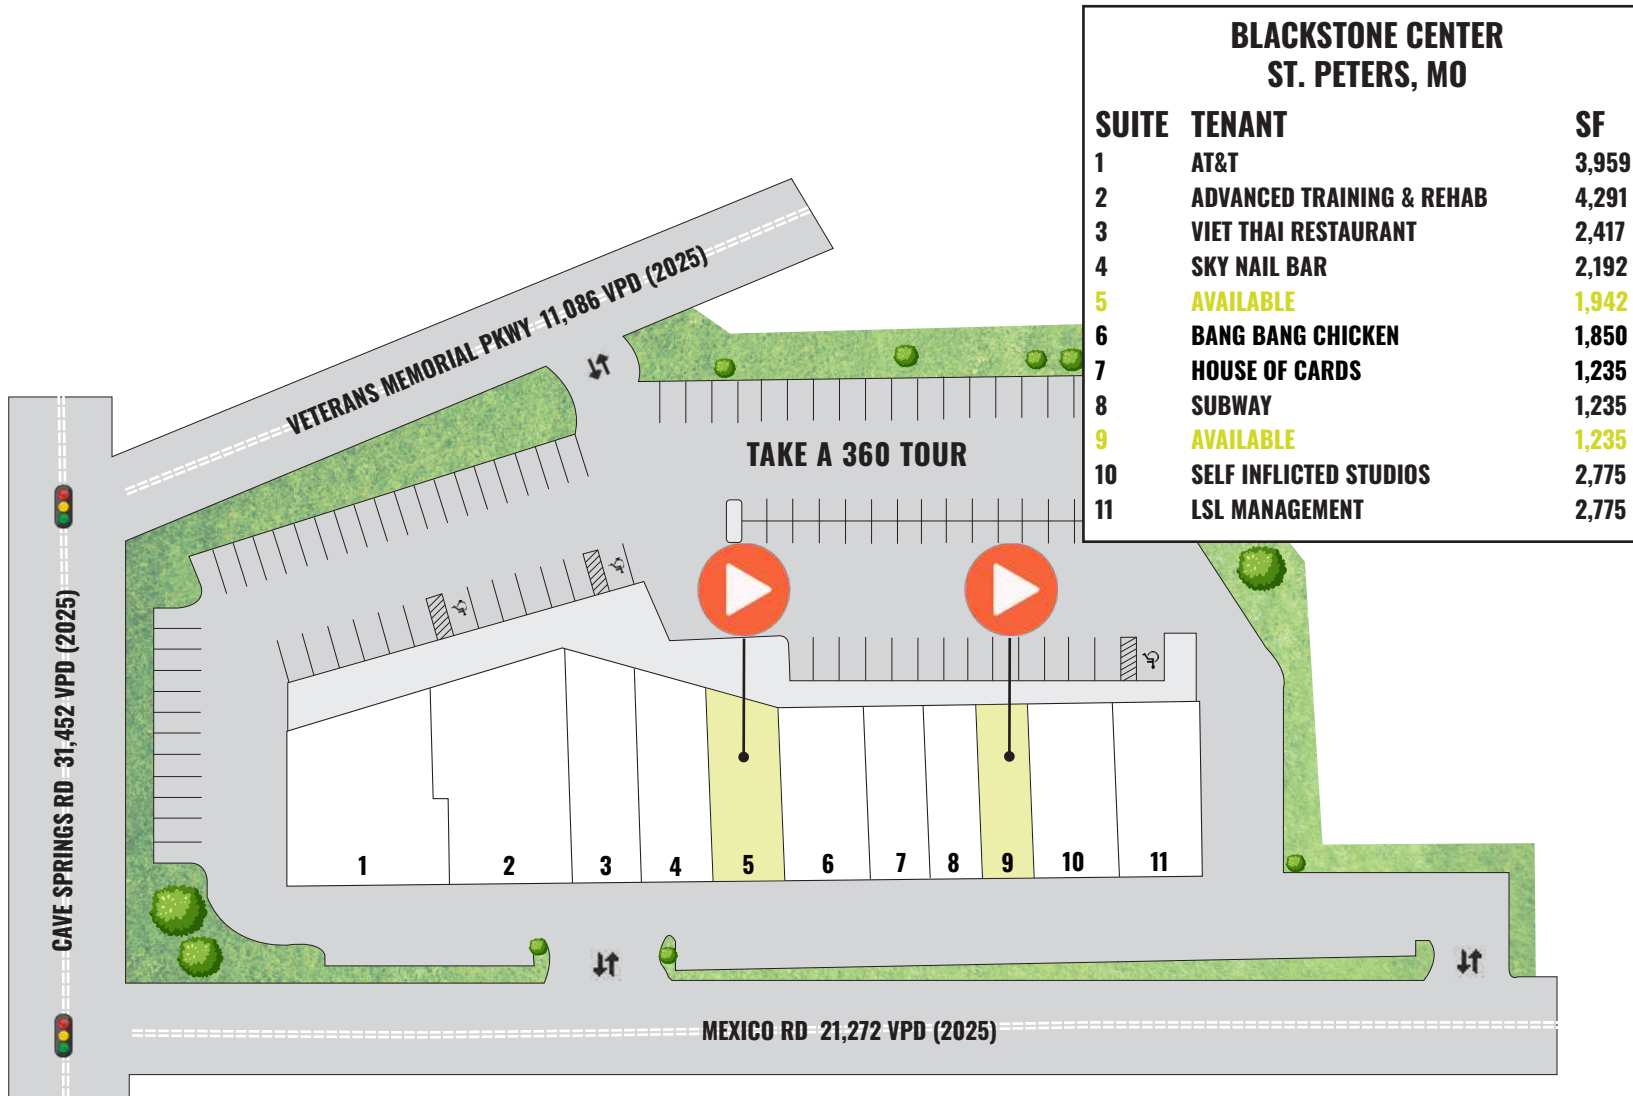 BLACKSTONE CENTER
ST. PETERS, MO
SUITE TENANT SF
1 AT&T 3,959
2 ADVANCED TRAINING & REHAB 4,291
3 VIET THAI RESTAURANT 2,417
4 SKY NAIL BAR 2,192
5 AVAILABLE 1,942
6 BANG BANG CHICKEN 1,850
7 HOUSE OF CARDS 1,235
8 SUBWAY 1,235
9 AVAILABLE 1,235
10 SELF INFLICTED STUDIOS 2,775
11 LSL MANAGEMENT 2,775
VETERANS MEMORIAL PKWY 11,086 VPD (2025)
TAKE A 360 TOUR
CAVE SPRINGS RD 31,452 VPD (2025)
1 2 3 4 5 6 7 8 9 10 11
MEXICO RD 21,272 VPD (2025)